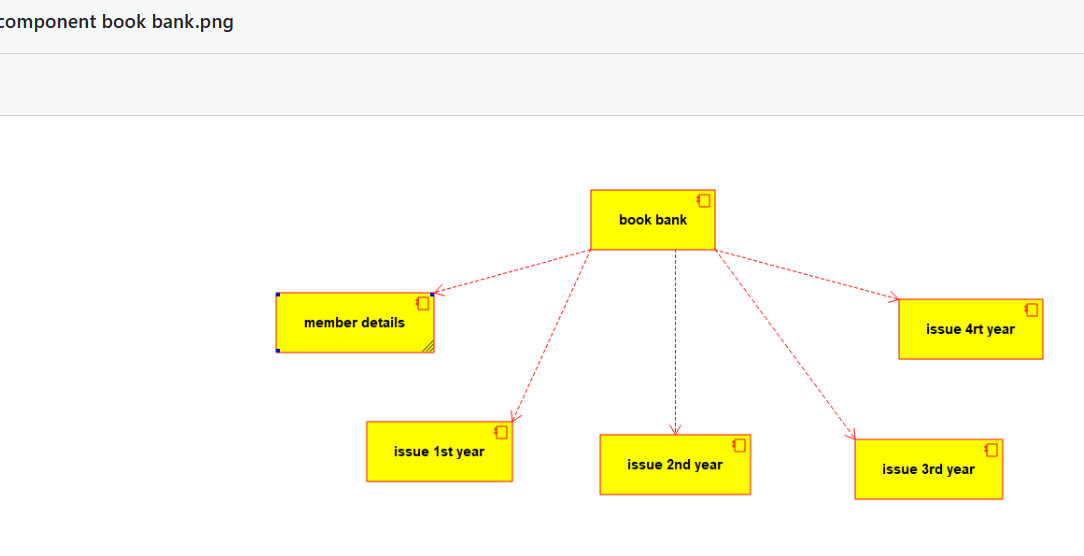 component book bank.png
book bank
member details
issue 4rt year
issue 1st year
issue 2nd year
issue 3rd year